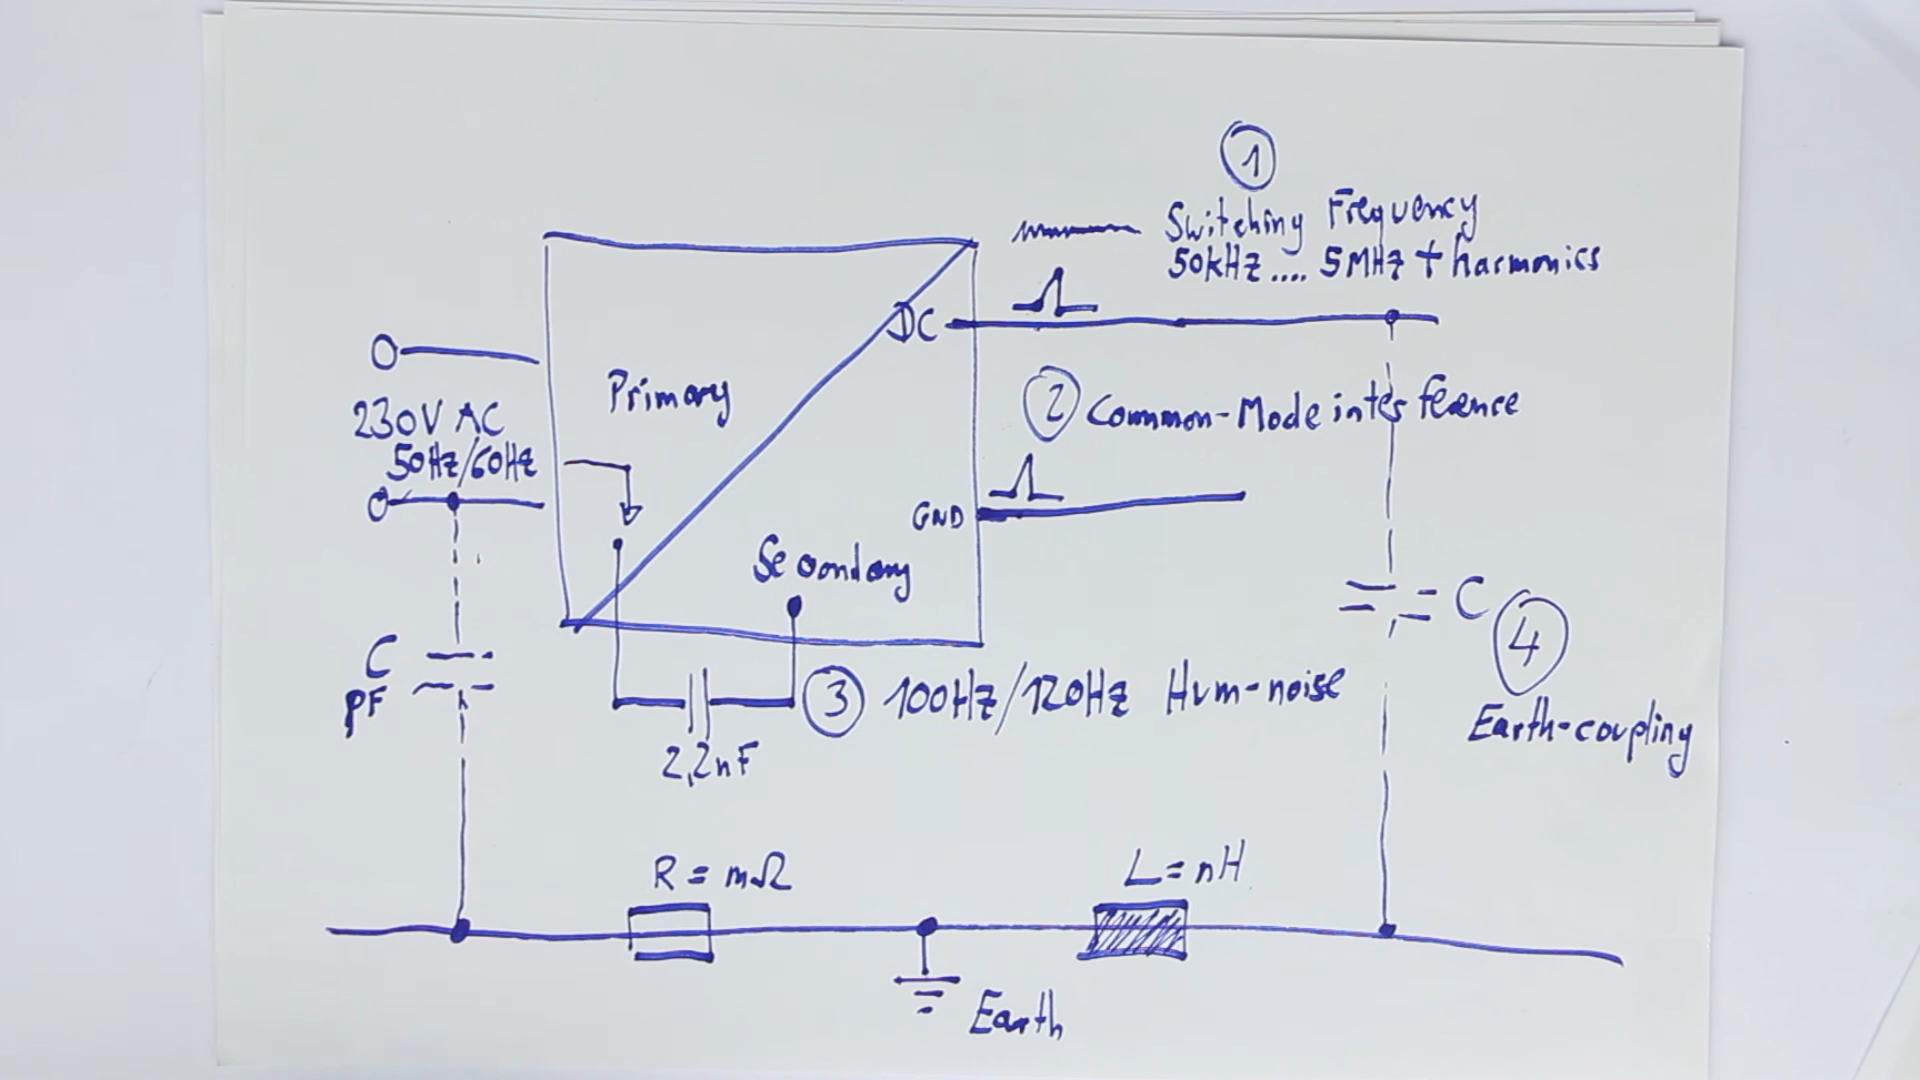 1
Switching Frequency
50kHz.... 5MHz + harmonics
DC
Primary
230V AC
50Hz/60Hz
2 Common-Mode interference
GND
Secondary
C
4
C
pF
3 100Hz/120Hz Hum-noise
Earth-coupling
2,2nF
R = mΩ
L = nH
Earth